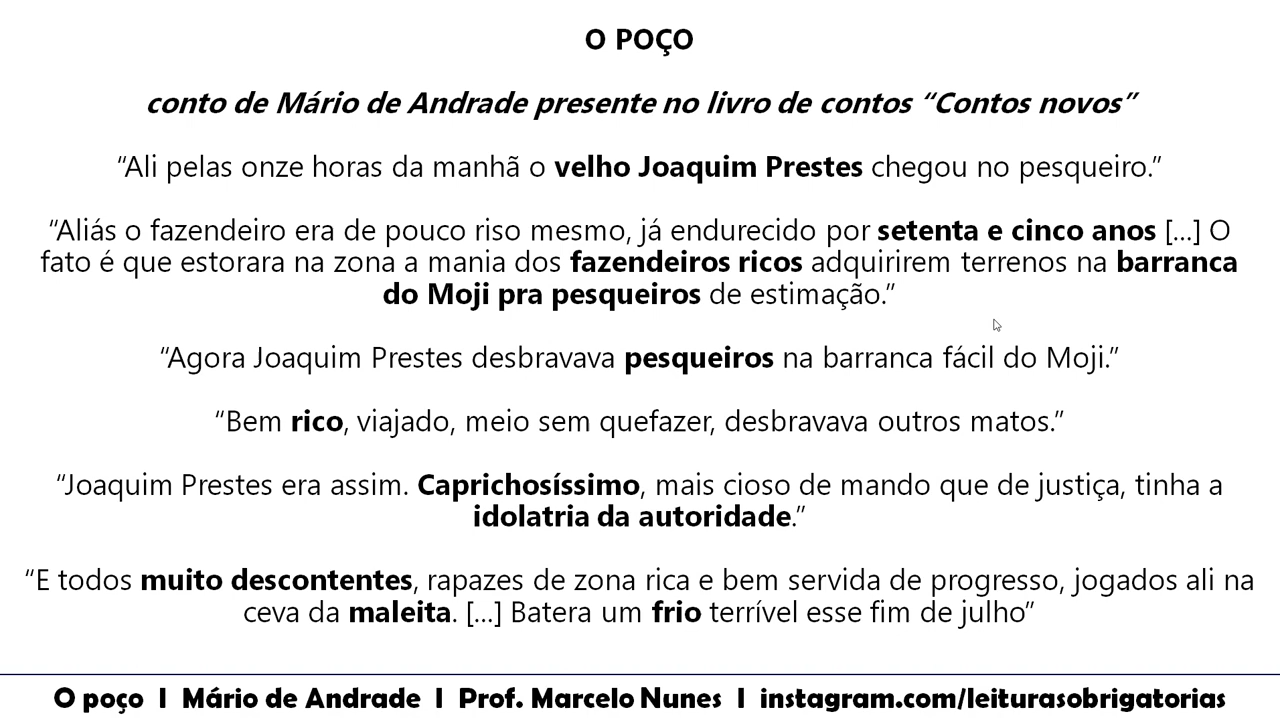 O POÇO
conto de Mário de Andrade presente no livro de contos “Contos novos”
“Ali pelas onze horas da manhã o velho Joaquim Prestes chegou no pesqueiro.”
“Aliás o fazendeiro era de pouco riso mesmo, já endurecido por setenta e cinco anos [...] O
fato é que estorara na zona a mania dos fazendeiros ricos adquirirem terrenos na barranca
do Moji pra pesqueiros de estimação.”
“Agora Joaquim Prestes desbravava pesqueiros na barranca fácil do Moji.”
“Bem rico, viajado, meio sem quefazer, desbravava outros matos.”
“Joaquim Prestes era assim. Caprichosíssimo, mais cioso de mando que de justiça, tinha a
idolatria da autoridade.”
“E todos muito descontentes, rapazes de zona rica e bem servida de progresso, jogados ali na
ceva da maleita. [...] Batera um frio terrível esse fim de julho”
O poço I Mário de Andrade I Prof. Marcelo Nunes I instagram.com/leiturasobrigatorias